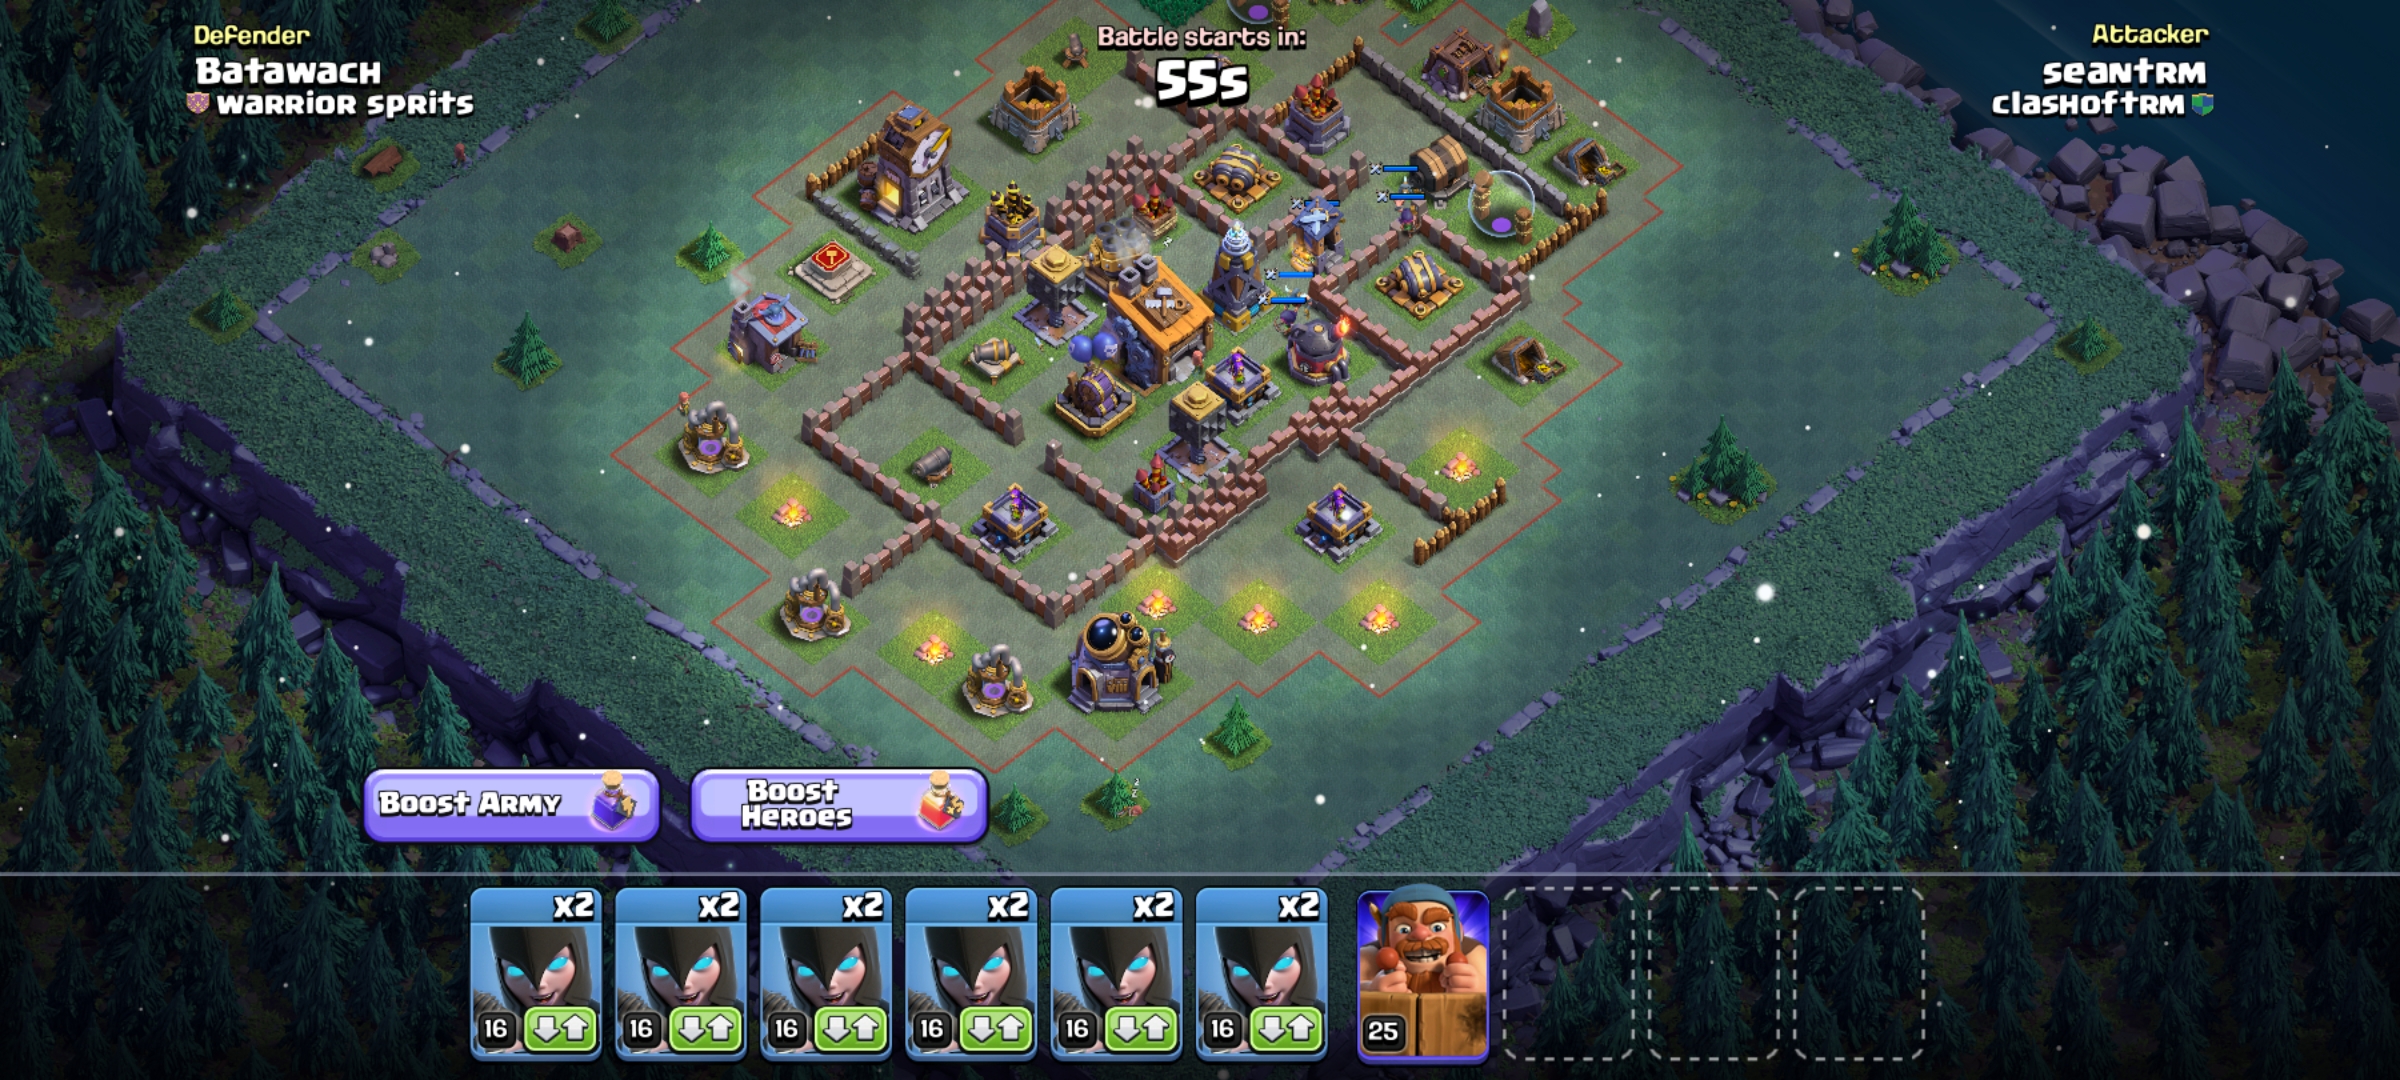 Defender
Batawach
warrior sprits
Battle starts in:
55s
Attacker
seantrm
clashoftrm
Boost Army
Boost
Heroes
x2
x2
x2
x2
x2
x2
16
16
16
16
16
16
25